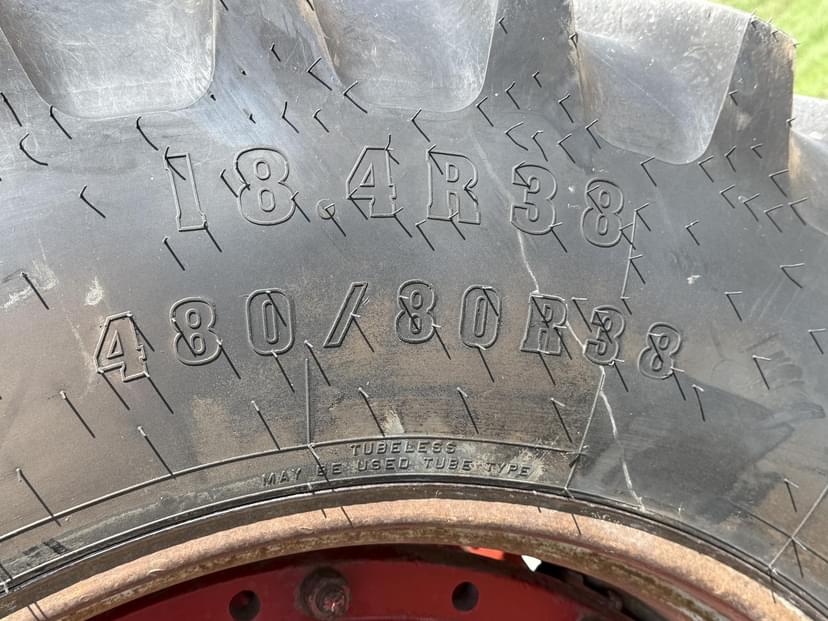 18.4R38
480/80R38
TUBELESS
MAY BE USED TUBE TYPE